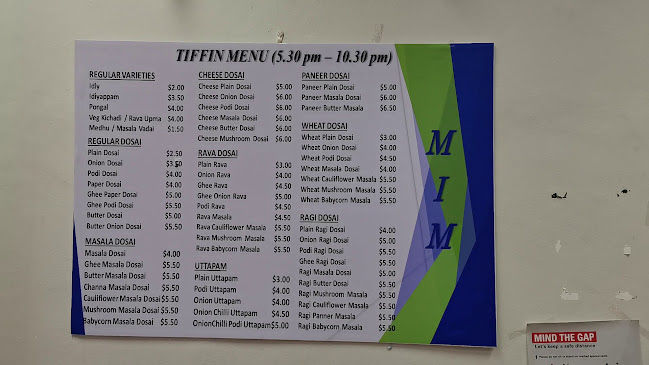 TIFFIN MENU (5.30 pm – 10.30 pm)
REGULAR VARIETIES
Idly $2.00
Idiyappam $3.50
Pongal $4.00
Veg Kichadi / Rava Upma $4.00
Medhu / Masala Vadai $1.50
REGULAR DOSAI
Plain Dosai $2.50
Onion Dosai $3.50
Podi Dosai $4.00
Paper Dosai $4.00
Ghee Paper Dosai $5.00
Ghee Podi Dosai $5.50
Butter Dosai $5.00
Butter Onion Dosai $5.50
MASALA DOSAI
Masala Dosai $4.00
Ghee Masala Dosai $5.50
Butter Masala Dosai $5.50
Channa Masala Dosai $5.50
Cauliflower Masala Dosai $5.50
Mushroom Masala Dosai $5.50
Babycorn Masala Dosai $5.50
CHEESE DOSAI
Cheese Plain Dosai $5.00
Cheese Onion Dosai $6.00
Cheese Podi Dosai $6.00
Cheese Masala Dosai $6.00
Cheese Butter Dosai $6.00
Cheese Mushroom Dosai $6.00
RAVA DOSAI
Plain Rava $3.00
Onion Rava $4.00
Ghee Rava $4.50
Ghee Onion Rava $5.00
Podi Rava $4.50
Rava Masala $4.50
Rava Cauliflower Masala $5.50
Rava Mushroom Masala $5.50
Rava Babycorn Masala $5.50
UTTAPAM
Plain Uttapam $3.00
Podi Uttapam $4.00
Onion Uttapam $4.00
Onion Chilli Uttapam $4.50
OnionChilli Podi Uttapam $5.00
PANEER DOSAI
Paneer Plain Dosai $5.00
Paneer Masala Dosai $6.00
Paneer Butter Masala $6.50
WHEAT DOSAI
Wheat Plain Dosai $3.00
Wheat Onion Dosai $4.00
Wheat Podi Dosai $4.50
Wheat Masala Dosai $4.00
Wheat Cauliflower Masala $5.50
Wheat Mushroom Masala $5.50
Wheat Babycorn Masala $5.50
RAGI DOSAI
Plain Ragi Dosai $4.00
Onion Ragi Dosai $5.00
Podi Ragi Dosai $5.50
Ghee Ragi Dosai $5.50
Ragi Masala Dosai $5.00
Ragi Butter Dosai $5.50
Ragi Mushroom Masala $5.50
Ragi Cauliflower Masala $5.50
Ragi Panner Masala $5.50
Ragi Babycorn Masala $5.50
MIM
MIND THE GAP
Let's keep a safe distance